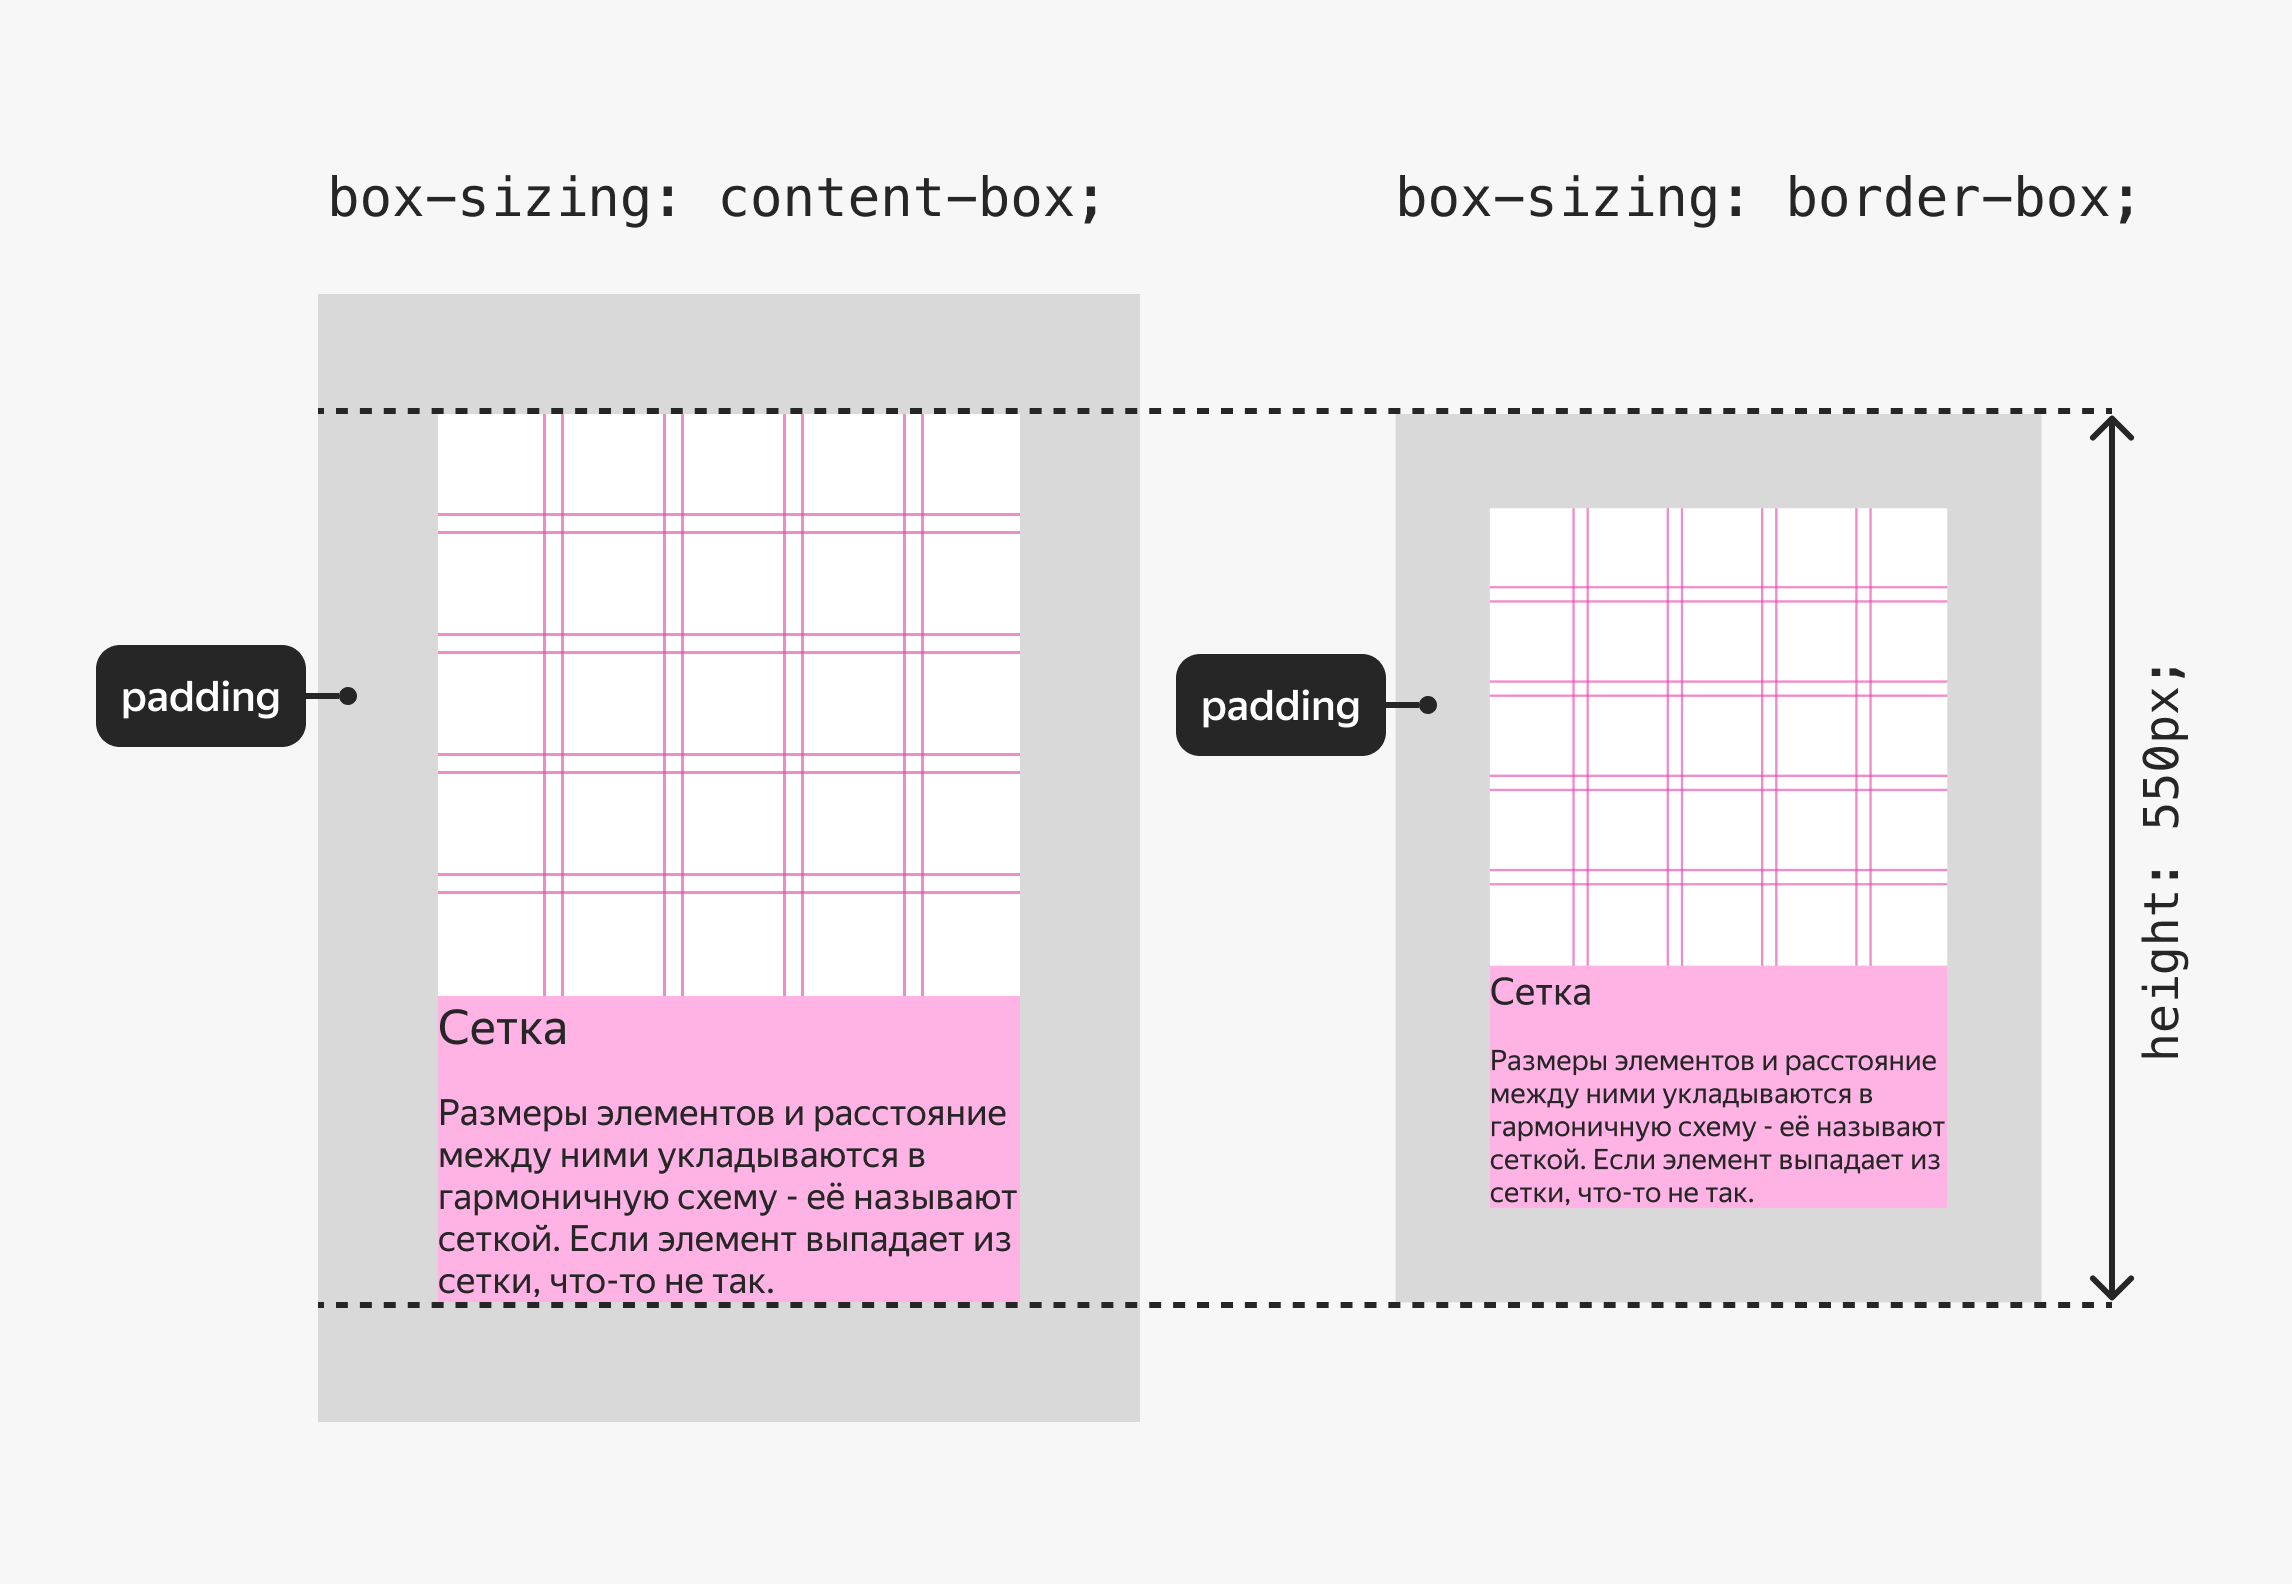 box-sizing: content-box;
box-sizing: border-box;
padding
padding
Сетка
Размеры элементов и расстояние
между ними укладываются в
гармоничную схему - её называют
сеткой. Если элемент выпадает из
сетки, что-то не так.
Сетка
Размеры элементов и расстояние
между ними укладываются в
гармоничную схему - её называют
сеткой. Если элемент выпадает из
сетки, что-то не так.
height: 550px;